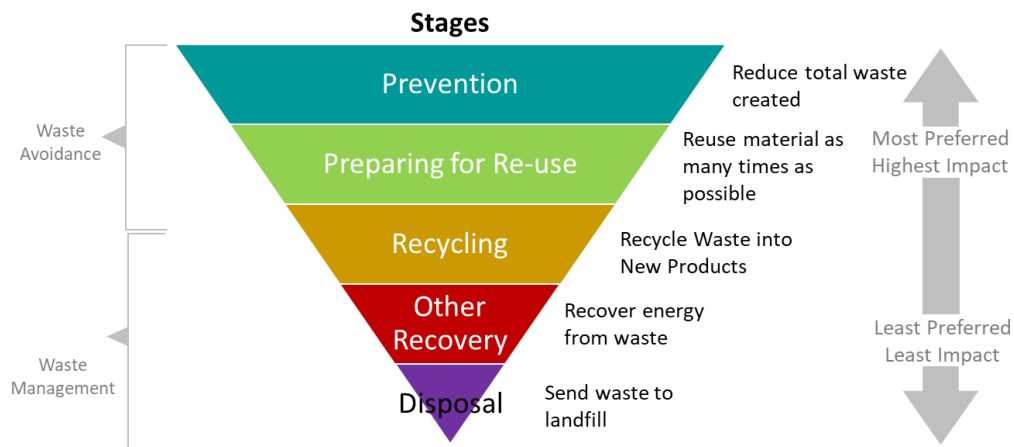 Stages
Prevention
Reduce total waste
created
Waste
Avoidance
Preparing for Re-use
Reuse material as
many times as
possible
Most Preferred
Highest Impact
Recycling
Recycle Waste into
New Products
Other
Recovery
Recover energy
from waste
Least Preferred
Least Impact
Waste
Management
Disposal
Send waste to
landfill